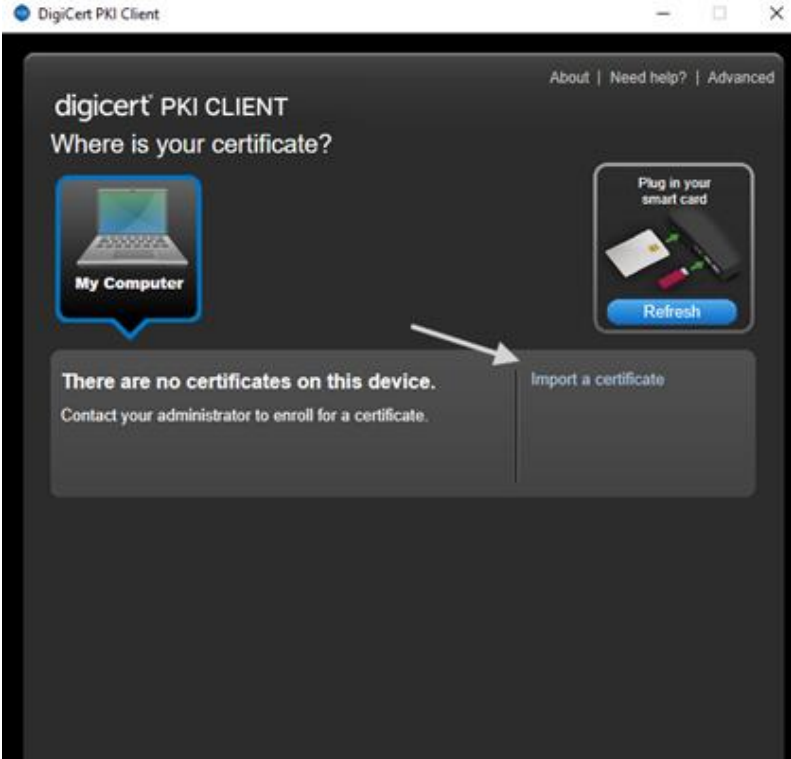 DigiCert PKI Client
About | Need help? | Advanced
digicert PKI CLIENT
Where is your certificate?
Plug in your
smart card
My Computer
Refresh
There are no certificates on this device.
Import a certificate
Contact your administrator to enroll for a certificate.